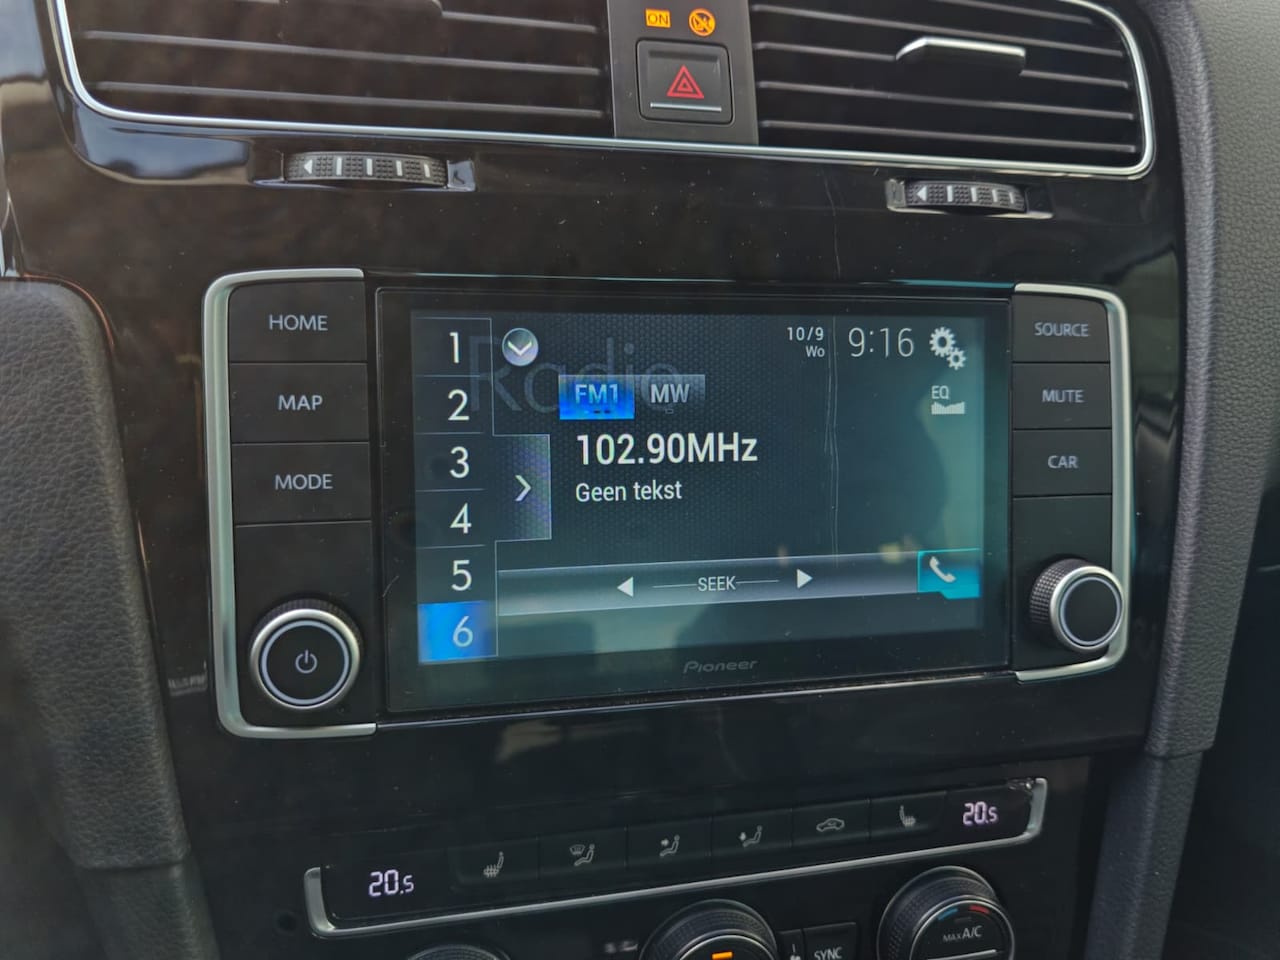 ON
HOME
MAP
MODE
1
2
3
4
5
6
Radio
10/9
Wo
9:16
EQ
FM1
MW
102.90MHz
Geen tekst
SEEK
Pioneer
SOURCE
MUTE
CAR
20.5
20.5
SYNC
MAX A/C